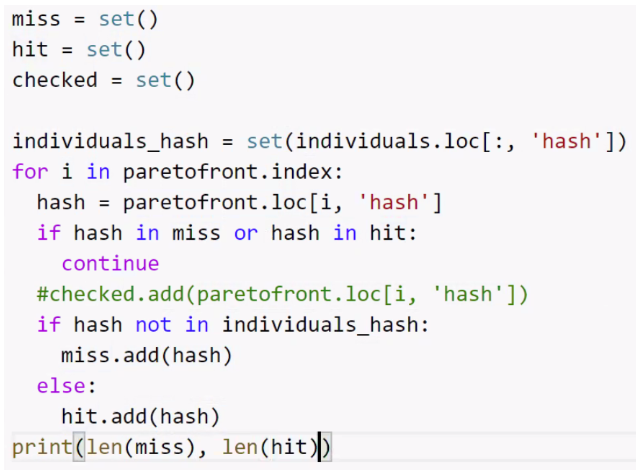 miss = set()
hit = set()
checked = set()
individuals_hash = set(individuals.loc[:, 'hash'])
for i in paretofront.index:
  hash = paretofront.loc[i, 'hash']
  if hash in miss or hash in hit:
    continue
  #checked.add(paretofront.loc[i, 'hash'])
  if hash not in individuals_hash:
    miss.add(hash)
  else:
    hit.add(hash)
print(len(miss), len(hit))